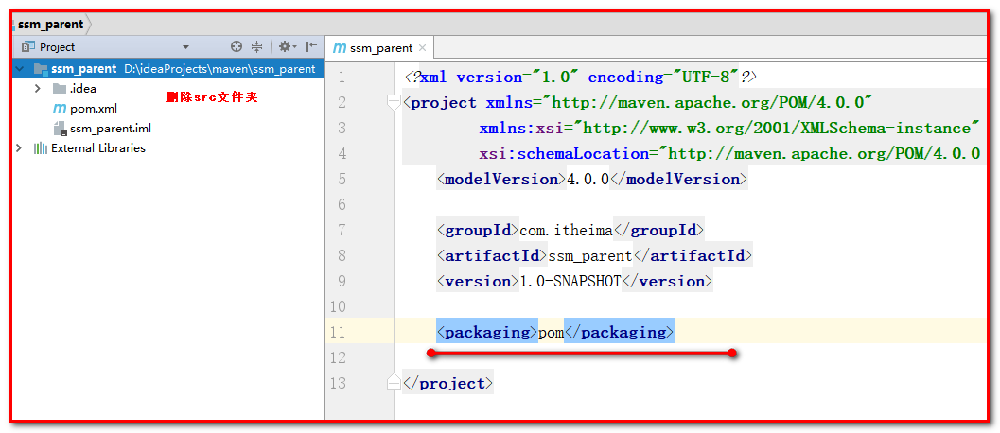 ssm_parent
Project
ssm_parent D:\ideaProjects\maven\ssm_parent
.idea
删除src文件夹
pom.xml
ssm_parent.iml
External Libraries
m ssm_parent
1 <?xml version="1.0" encoding="UTF-8"?>
2 <project xmlns="http://maven.apache.org/POM/4.0.0"
3 xmlns:xsi="http://www.w3.org/2001/XMLSchema-instance"
4 xsi:schemaLocation="http://maven.apache.org/POM/4.0.0
5 <modelVersion>4.0.0</modelVersion>
6
7 <groupId>com.itheima</groupId>
8 <artifactId>ssm_parent</artifactId>
9 <version>1.0-SNAPSHOT</version>
10
11 <packaging>pom</packaging>
12
13 </project>